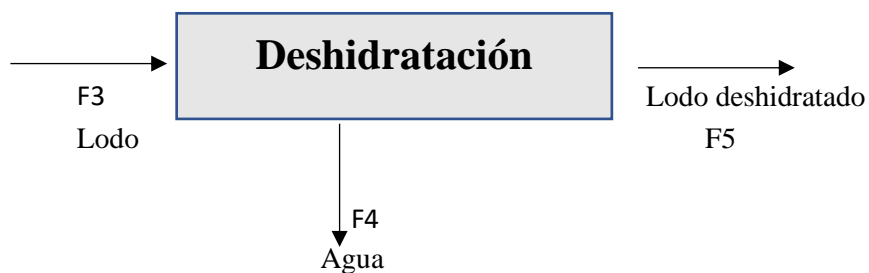 Deshidratación
F3
Lodo
Lodo deshidratado
F5
F4
Agua